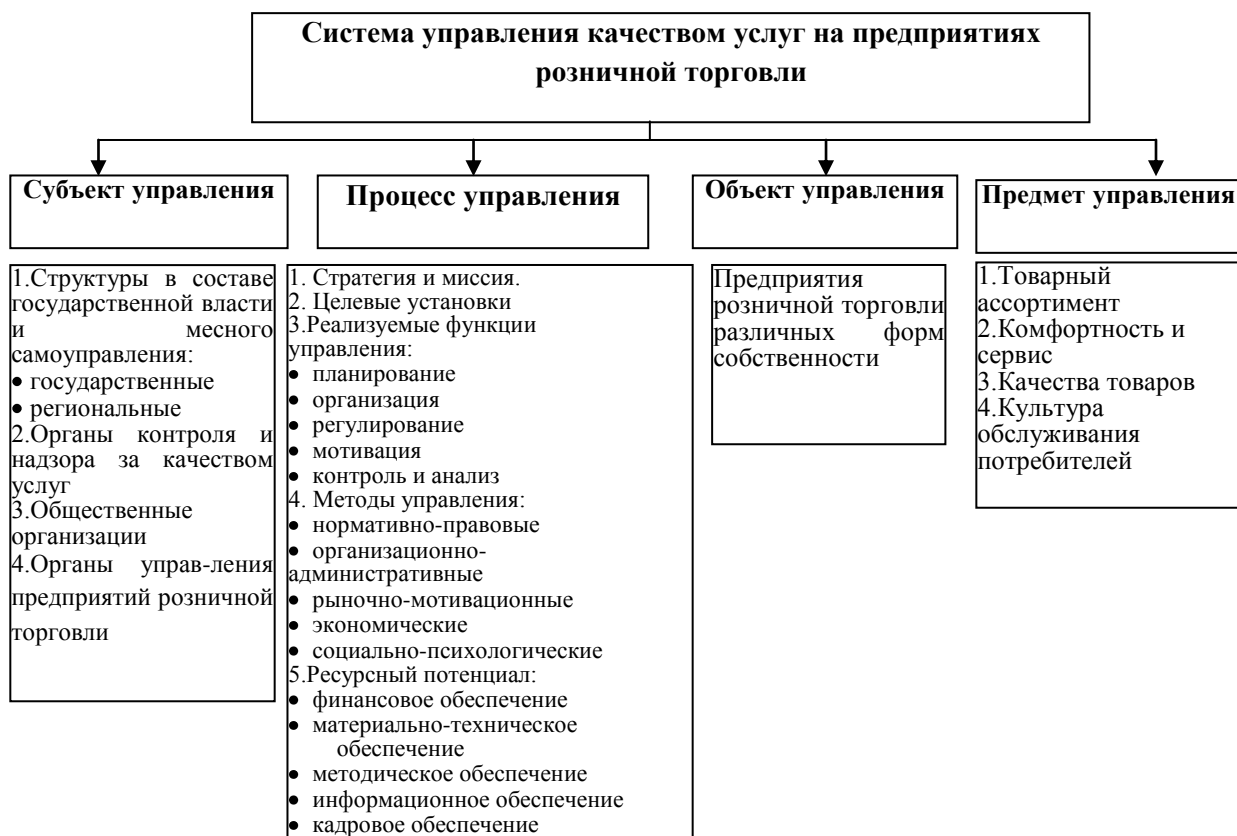 Система управления качеством услуг на предприятиях
розничной торговли
Субъект управления
1.Структуры в составе
государственной власти
и месного
самоуправления:
• государственные
• региональные
2.Органы контроля и
надзора за качеством
услуг
3.Общественные
организации
4.Органы управ-ления
предприятий розничной
торговли
Процесс управления
1. Стратегия и миссия.
2. Целевые установки
3.Реализуемые функции
управления:
• планирование
• организация
• регулирование
• мотивация
• контроль и анализ
4. Методы управления:
• нормативно-правовые
• организационно-
административные
• рыночно-мотивационные
• экономические
• социально-психологические
5.Ресурсный потенциал:
• финансовое обеспечение
• материально-техническое
обеспечение
• методическое обеспечение
• информационное обеспечение
• кадровое обеспечение
Объект управления
Предприятия
розничной торговли
различных форм
собственности
Предмет управления
1.Товарный
ассортимент
2.Комфортность и
сервис
3.Качества товаров
4.Культура
обслуживания
потребителей